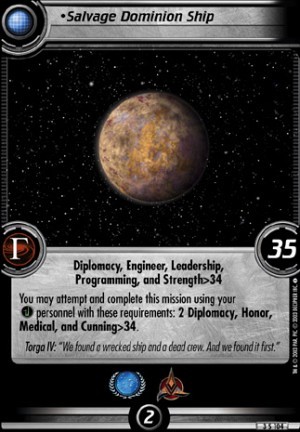 •Salvage Dominion Ship
Γ
35
Diplomacy, Engineer, Leadership,
Programming, and Strength>34
You may attempt and complete this mission using your
personnel with these requirements: 2 Diplomacy, Honor,
Medical, and Cunning>34.
Torga IV: "We found a wrecked ship and a dead crew. And we found it first."
2